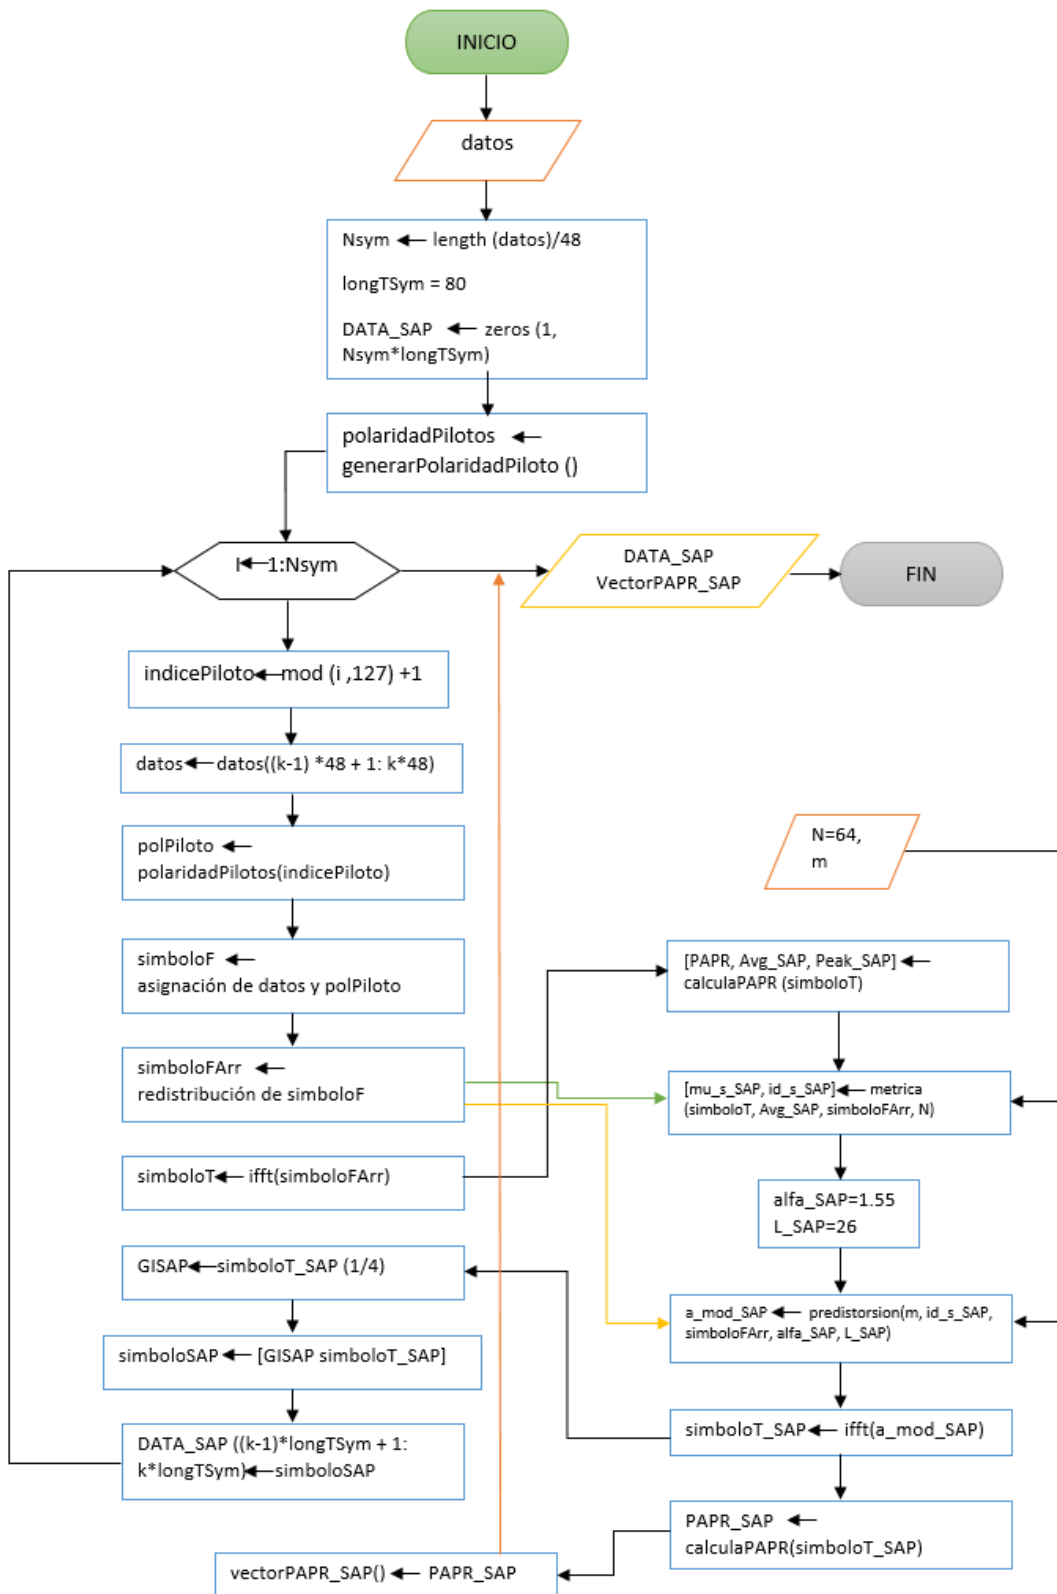 INICIO
datos
Nsym ← length (datos)/48
longTSym = 80
DATA_SAP ← zeros (1,
Nsym*longTSym)
polaridadPilotos ←
generarPolaridadPiloto ()
I←1:Nsym
DATA_SAP
VectorPAPR_SAP
FIN
indicePiloto←mod (i ,127) +1
datos←datos((k-1) *48 + 1: k*48)
polPiloto ←
polaridadPilotos(indicePiloto)
simboloF ←
asignación de datos y polPiloto
simboloFArr ←
redistribución de simboloF
simboloT← ifft(simboloFArr)
N=64,
m
[PAPR, Avg_SAP, Peak_SAP] ←
calculaPAPR (simboloT)
[mu_s_SAP, id_s_SAP]← metrica
(simboloT, Avg_SAP, simboloFArr, N)
alfa_SAP=1.55
L_SAP=26
a_mod_SAP ← predistorsion(m, id_s_SAP,
simboloFArr, alfa_SAP, L_SAP)
simboloT_SAP← ifft(a_mod_SAP)
PAPR_SAP ←
calculaPAPR(simboloT_SAP)
GISAP←simboloT_SAP (1/4)
simboloSAP← [GISAP simboloT_SAP]
DATA_SAP ((k-1)*longTSym + 1:
k*longTSym)←simboloSAP
vectorPAPR_SAP() ← PAPR_SAP